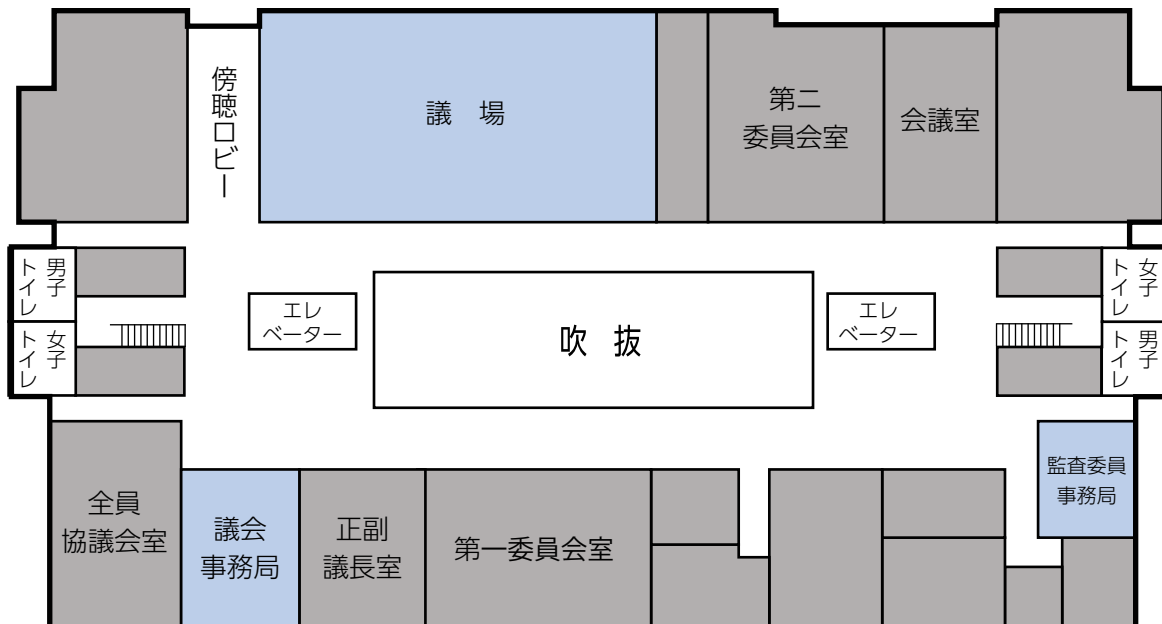 傍聴ロビー
議　場
第二
委員会室
会議室
男子
トイレ
女子
トイレ
エレ
ベーター
吹　抜
エレ
ベーター
女子
トイレ
男子
トイレ
全員
協議会室
議会
事務局
正副
議長室
第一委員会室
監査委員
事務局